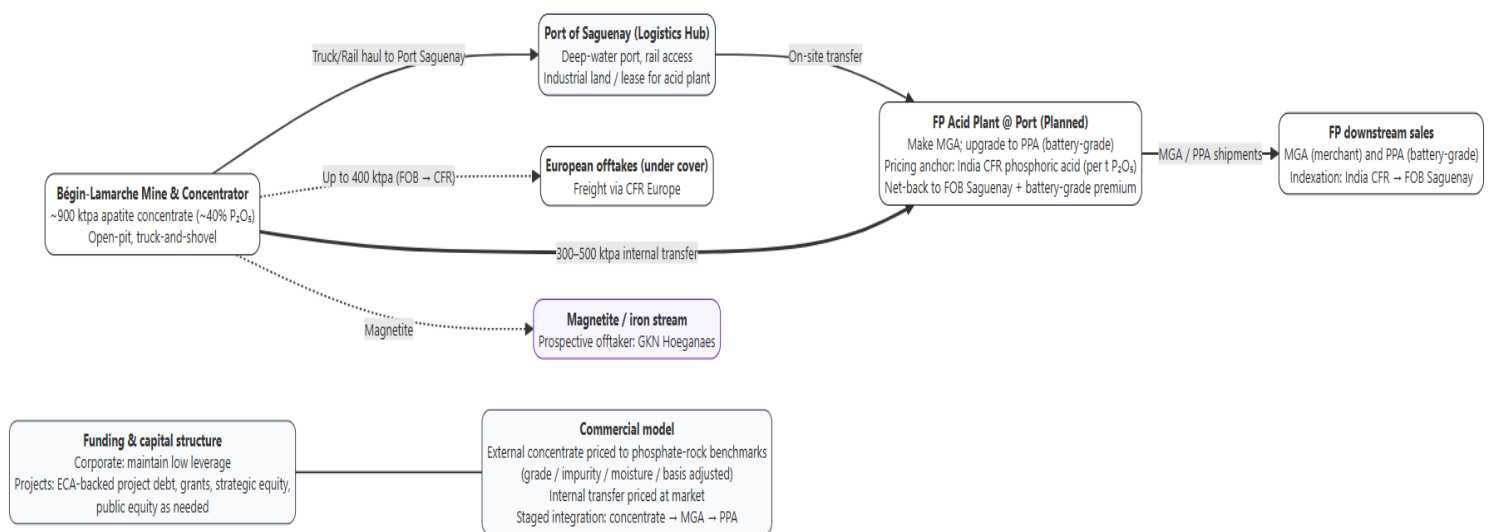 Port of Saguenay (Logistics Hub)
Deep-water port, rail access
Industrial land / lease for acid plant
Truck/Rail haul to Port Saguenay
On-site transfer
FP Acid Plant @ Port (Planned)
Make MGA; upgrade to PPA (battery-grade)
Pricing anchor: India CFR phosphoric acid (per t P₂O₅)
Net-back to FOB Saguenay + battery-grade premium
MGA / PPA shipments
FP downstream sales
MGA (merchant) and PPA (battery-grade)
Indexation: India CFR → FOB Saguenay
European offtakes (under cover)
Freight via CFR Europe
Up to 400 ktpa (FOB → CFR)
Bégin-Lamarche Mine & Concentrator
~900 ktpa apatite concentrate (~40% P₂O₅)
Open-pit, truck-and-shovel
300–500 ktpa internal transfer
Magnetite
Magnetite / iron stream
Prospective offtaker: GKN Hoeganaes
Funding & capital structure
Corporate: maintain low leverage
Projects: ECA-backed project debt, grants, strategic equity,
public equity as needed
Commercial model
External concentrate priced to phosphate-rock benchmarks
(grade / impurity / moisture / basis adjusted)
Internal transfer priced at market
Staged integration: concentrate → MGA → PPA